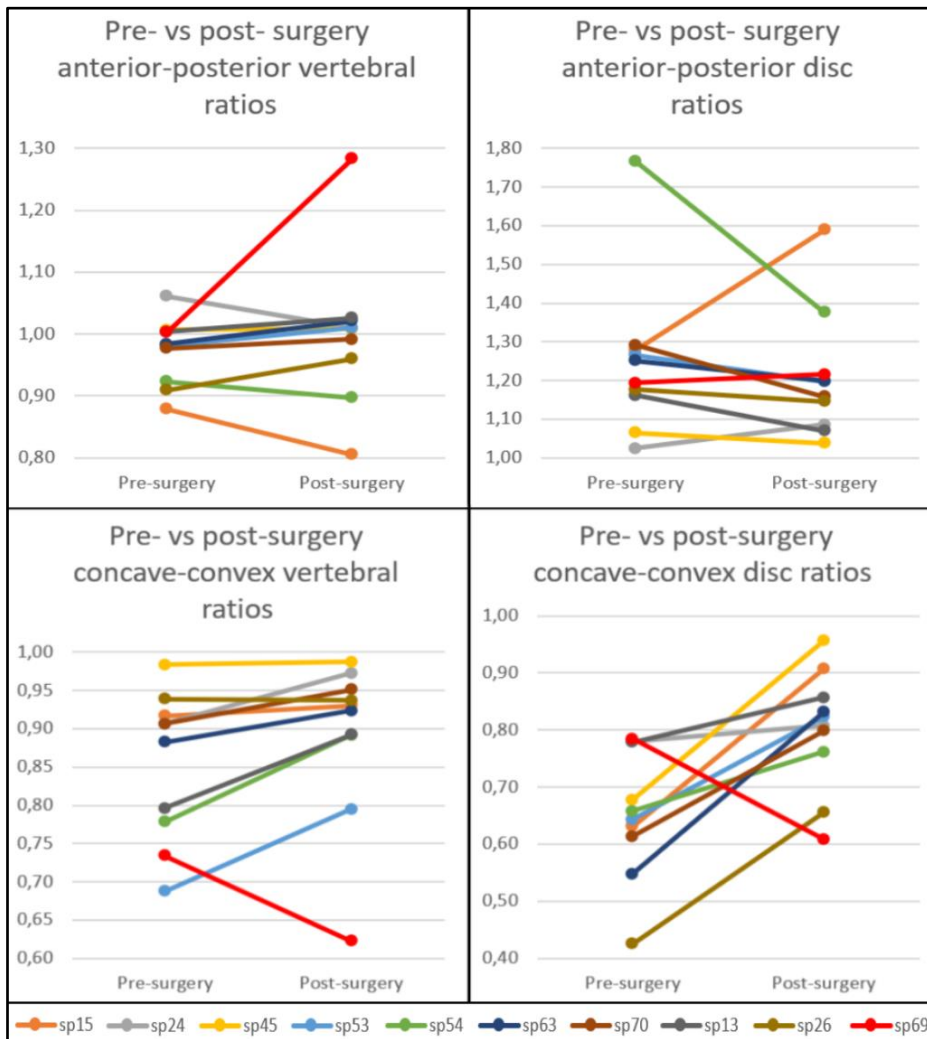 Pre- vs post- surgery
anterior-posterior vertebral
ratios
1,30
1,20
1,10
1,00
0,90
0,80
Pre-surgery Post-surgery
Pre- vs post- surgery
anterior-posterior disc
ratios
1,80
1,70
1,60
1,50
1,40
1,30
1,20
1,10
1,00
Pre-surgery Post-surgery
Pre- vs post-surgery
concave-convex vertebral
ratios
1,00
0,95
0,90
0,85
0,80
0,75
0,70
0,65
0,60
Pre-surgery Post-surgery
Pre- vs post-surgery
concave-convex disc ratios
1,00
0,90
0,80
0,70
0,60
0,50
0,40
Pre-surgery Post-surgery
sp15 sp24 sp45 sp53 sp54 sp63 sp70 sp13 sp26 sp69